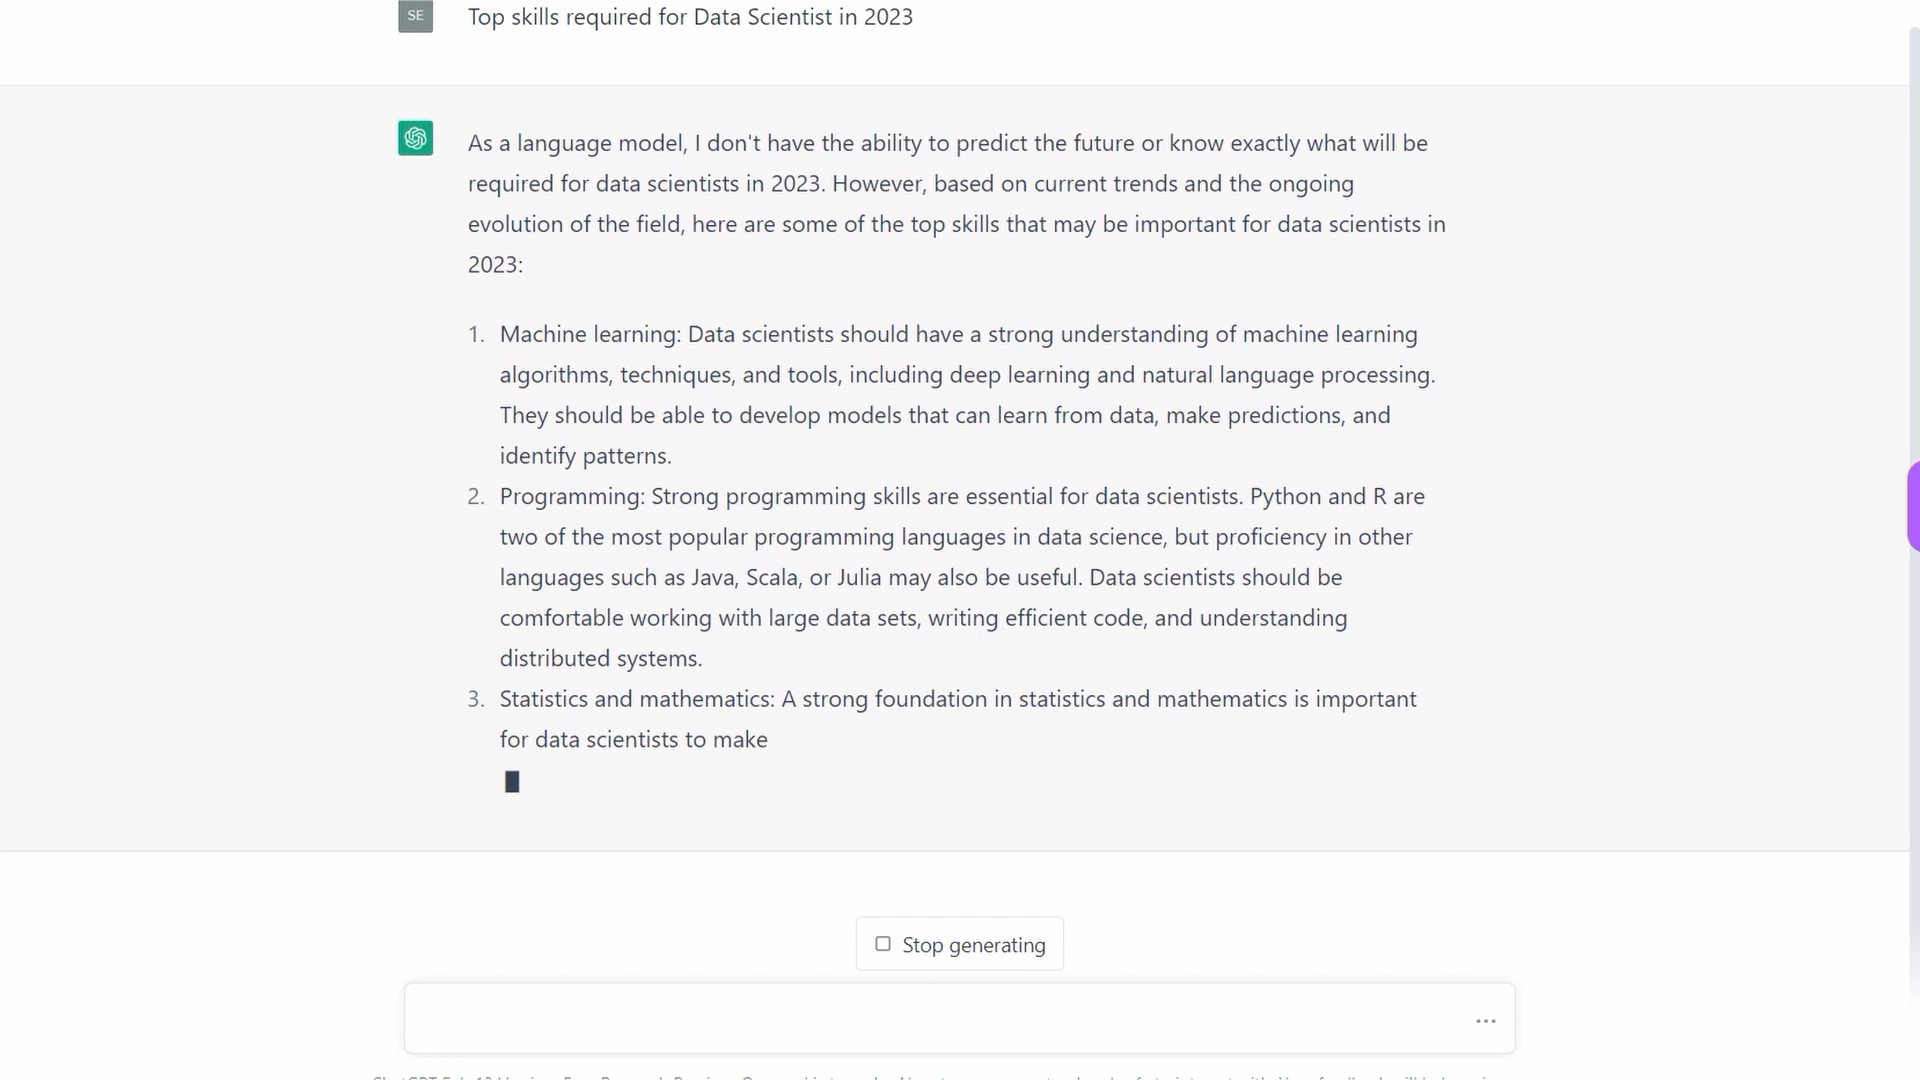 SE
Top skills required for Data Scientist in 2023
As a language model, I don't have the ability to predict the future or know exactly what will be
required for data scientists in 2023. However, based on current trends and the ongoing
evolution of the field, here are some of the top skills that may be important for data scientists in
2023:
1. Machine learning: Data scientists should have a strong understanding of machine learning
algorithms, techniques, and tools, including deep learning and natural language processing.
They should be able to develop models that can learn from data, make predictions, and
identify patterns.
2. Programming: Strong programming skills are essential for data scientists. Python and R are
two of the most popular programming languages in data science, but proficiency in other
languages such as Java, Scala, or Julia may also be useful. Data scientists should be
comfortable working with large data sets, writing efficient code, and understanding
distributed systems.
3. Statistics and mathematics: A strong foundation in statistics and mathematics is important
for data scientists to make
Stop generating